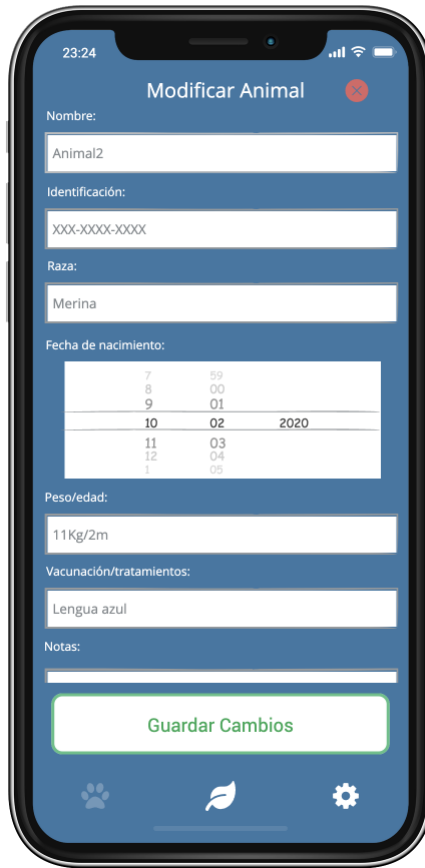 23:24
Modificar Animal
Nombre:
Animal2
Identificación:
XXX-XXXX-XXXX
Raza:
Merina
Fecha de nacimiento:
7 59
8 00
9 01
10 02 2020
11 03
12 04
1 05
Peso/edad:
11Kg/2m
Vacunación/tratamientos:
Lengua azul
Notas:
Guardar Cambios